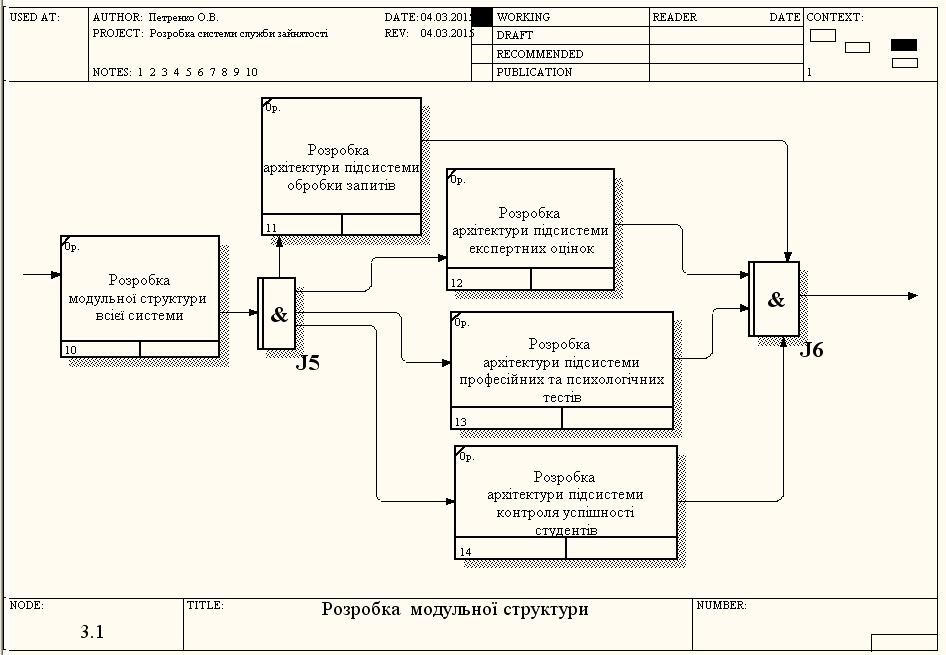 USED AT:
AUTHOR: Петренко О.В.
DATE: 04.03.2015
PROJECT: Розробка системи служби зайнятості
REV: 04.03.2015
NOTES: 1 2 3 4 5 6 7 8 9 10
WORKING
DRAFT
RECOMMENDED
PUBLICATION
READER
DATE
CONTEXT:
1
0р.
Розробка
архітектури підсистеми
обробки запитів
11
0р.
Розробка
архітектури підсистеми
експертних оцінок
12
0р.
Розробка
модульної структури
всієї системи
10
&
J5
&
J6
0р.
Розробка
архітектури підсистеми
професійних та психологічних
тестів
13
0р.
Розробка
архітектури підсистеми
контроля успішності
студентів
14
NODE:
3.1
TITLE:
Розробка модульної структури
NUMBER: